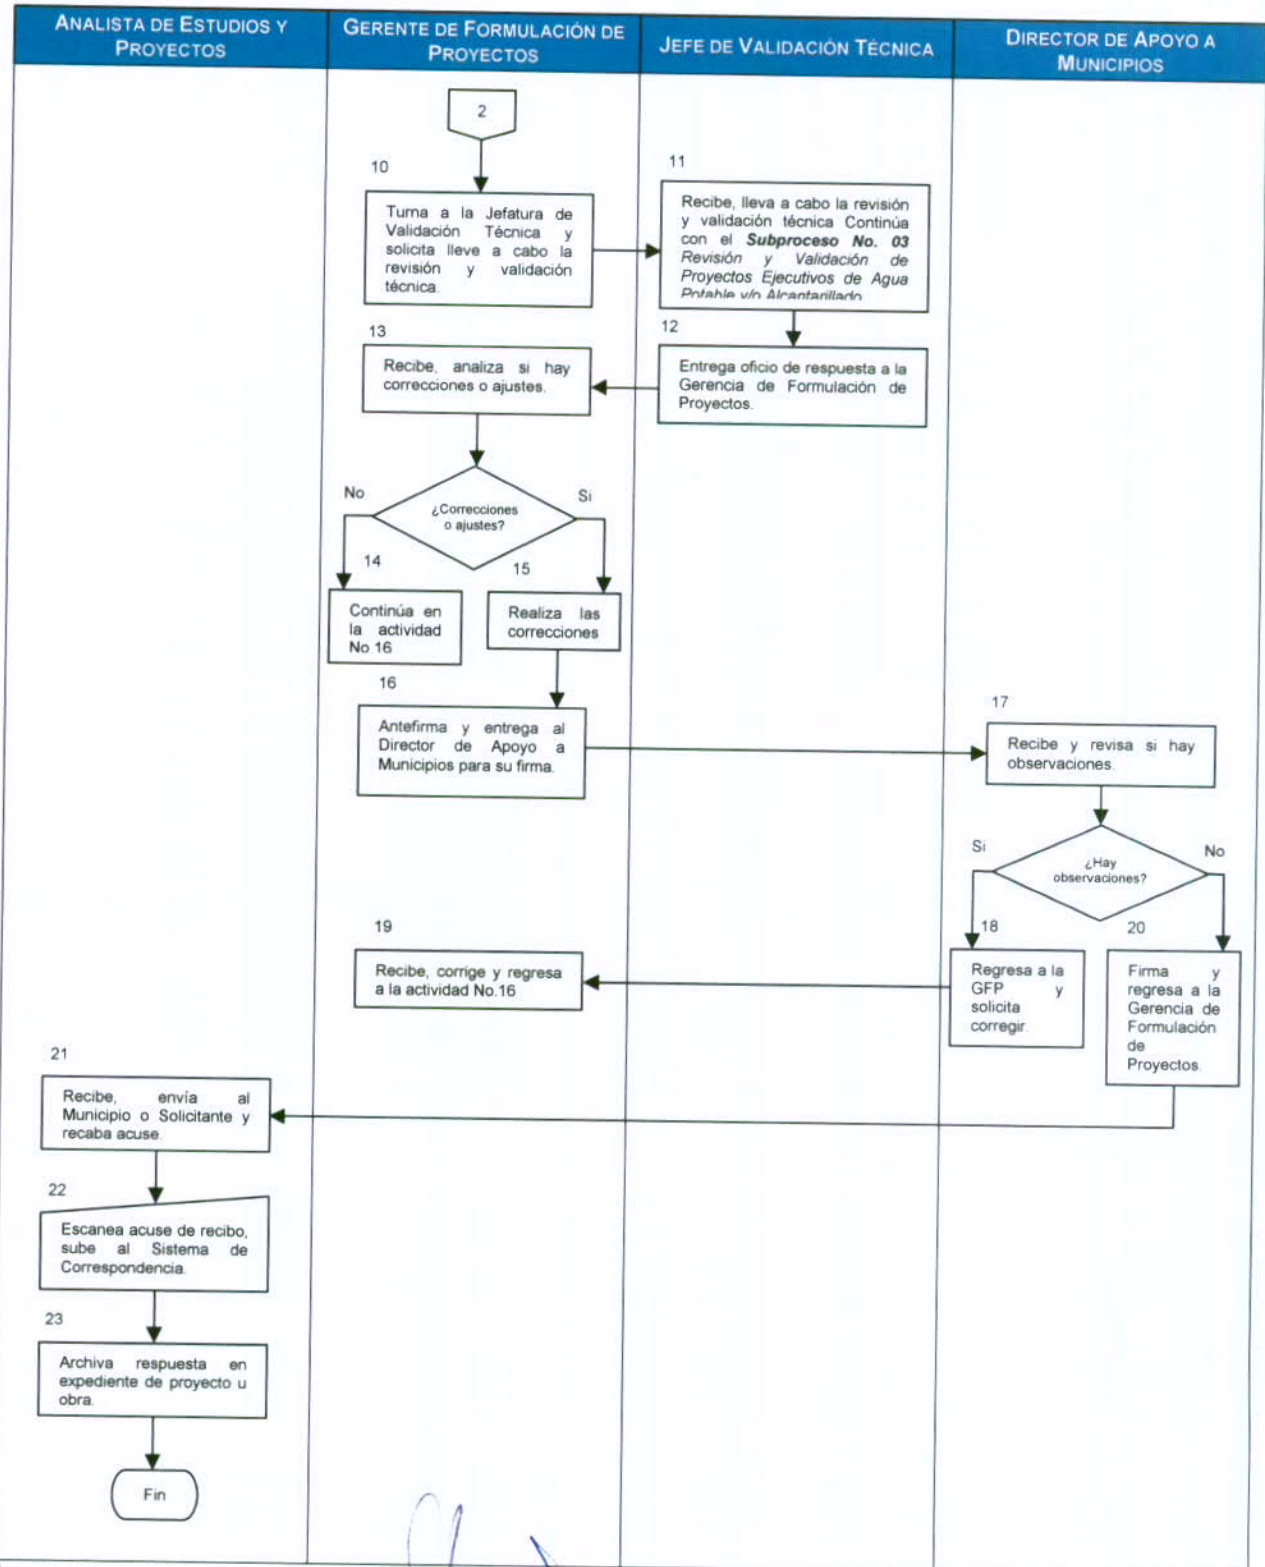 ANALISTA DE ESTUDIOS Y
PROYECTOS
GERENTE DE FORMULACIÓN DE
PROYECTOS
JEFE DE VALIDACIÓN TÉCNICA
DIRECTOR DE APOYO A
MUNICIPIOS
2
10
Turna a la Jefatura de
Validación Técnica y
solicita lleve a cabo la
revisión y validación
técnica.
11
Recibe, lleva a cabo la revisión
y validación técnica Continúa
con el Subproceso No. 03
Revisión y Validación de
Proyectos Ejecutivos de Agua
Potable y/o Alcantarillado
12
Entrega oficio de respuesta a la
Gerencia de Formulación de
Proyectos.
13
Recibe, analiza si hay
correcciones o ajustes.
¿Correcciones
o ajustes?
No
Si
14
Continúa en
la actividad
No.16
15
Realiza las
correcciones
16
Antefirma y entrega al
Director de Apoyo a
Municipios para su firma.
17
Recibe y revisa si hay
observaciones.
¿Hay
observaciones?
Si
No
18
Regresa a la
GFP y
solicita
corregir.
19
Recibe, corrige y regresa
a la actividad No.16
20
Firma y
regresa a la
Gerencia de
Formulación
de
Proyectos.
21
Recibe, envía al
Municipio o Solicitante y
recaba acuse.
22
Escanea acuse de recibo,
sube al Sistema de
Correspondencia.
23
Archiva respuesta en
expediente de proyecto u
obra.
Fin